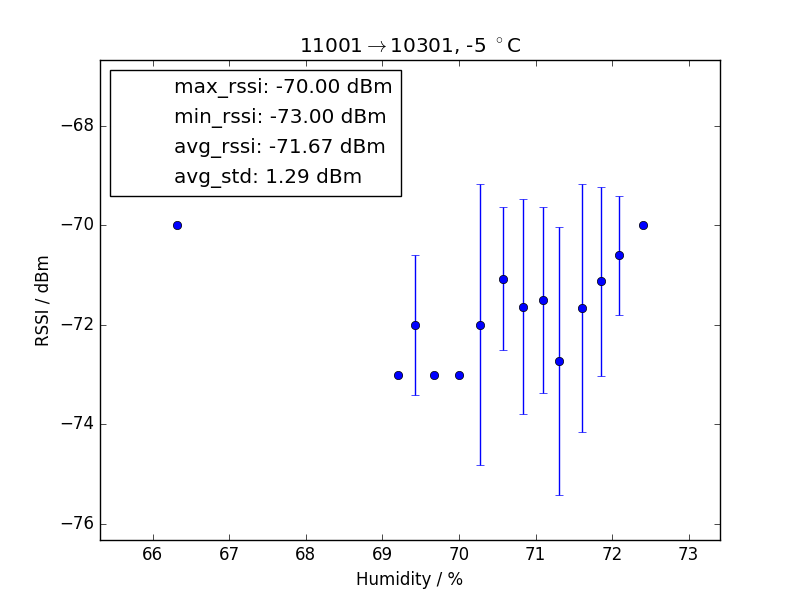 11001→10301, -5 °C
max_rssi: -70.00 dBm
min_rssi: -73.00 dBm
avg_rssi: -71.67 dBm
avg_std: 1.29 dBm
RSSI / dBm
−68
−70
−72
−74
−76
66 67 68 69 70 71 72 73
Humidity / %